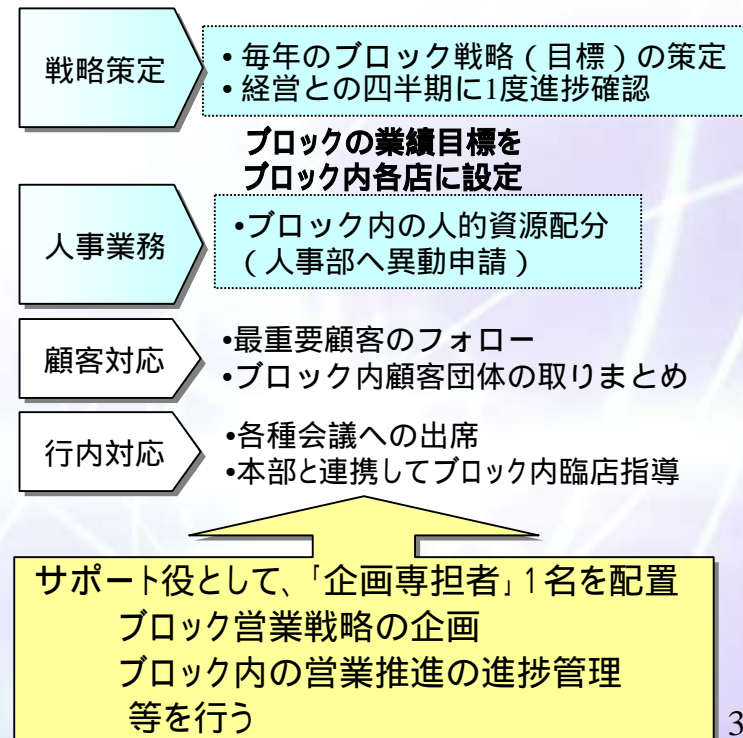 戦略策定
•毎年のブロック戦略(目標)の策定
•経営との四半期に1度進捗確認
ブロックの業績目標を
ブロック内各店に設定
人事業務
•ブロック内の人的資源配分
(人事部へ異動申請)
顧客対応
•最重要顧客のフォロー
•ブロック内顧客団体の取りまとめ
行内対応
•各種会議への出席
•本部と連携してブロック内臨店指導
サポート役として、「企画専担者」1名を配置
ブロック営業戦略の企画
ブロック内の営業推進の進捗管理
等を行う
3